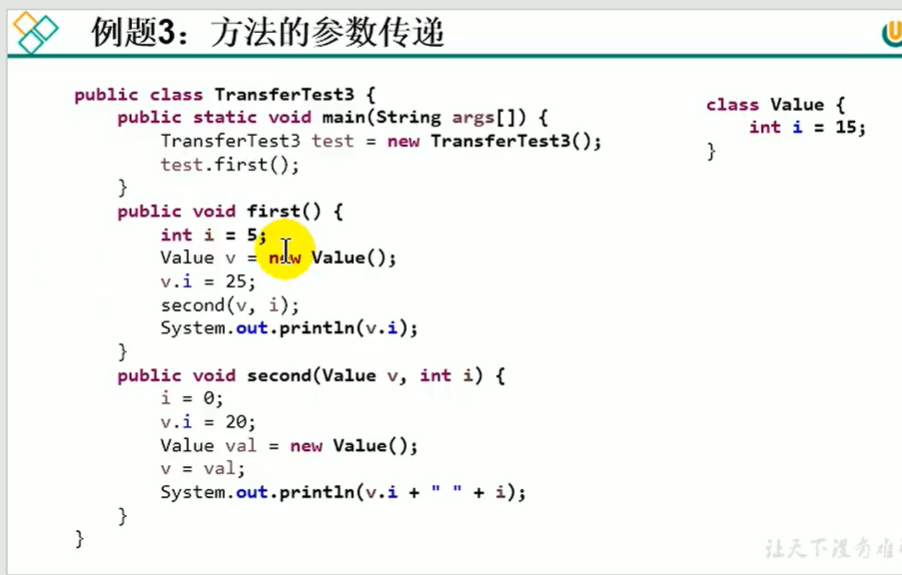 例题3：方法的参数传递
public class TransferTest3 {
public static void main(String args[]) {
TransferTest3 test = new TransferTest3();
test.first();
}
public void first() {
int i = 5;
Value v = new Value();
v.i = 25;
second(v, i);
System.out.println(v.i);
}
public void second(Value v, int i) {
i = 0;
v.i = 20;
Value val = new Value();
v = val;
System.out.println(v.i + " " + i);
}
}
class Value {
int i = 15;
}
让天下没有难